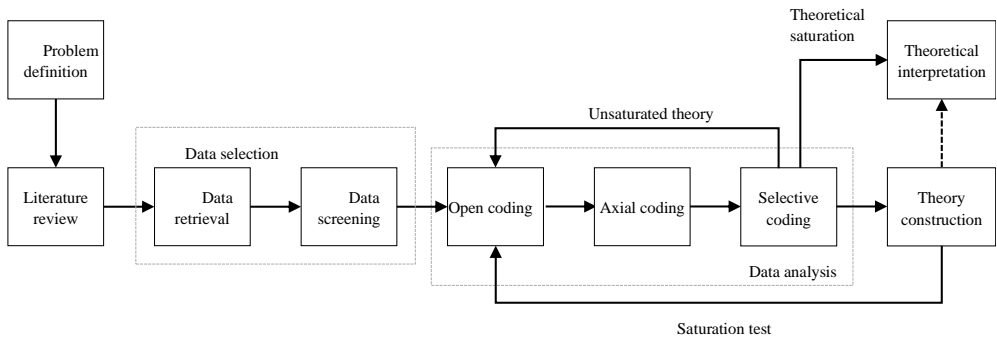 Problem
definition
Theoretical
saturation
Theoretical
interpretation
Unsaturated theory
Data selection
Literature
review
Data
retrieval
Data
screening
Open coding
Axial coding
Selective
coding
Theory
construction
Data analysis
Saturation test